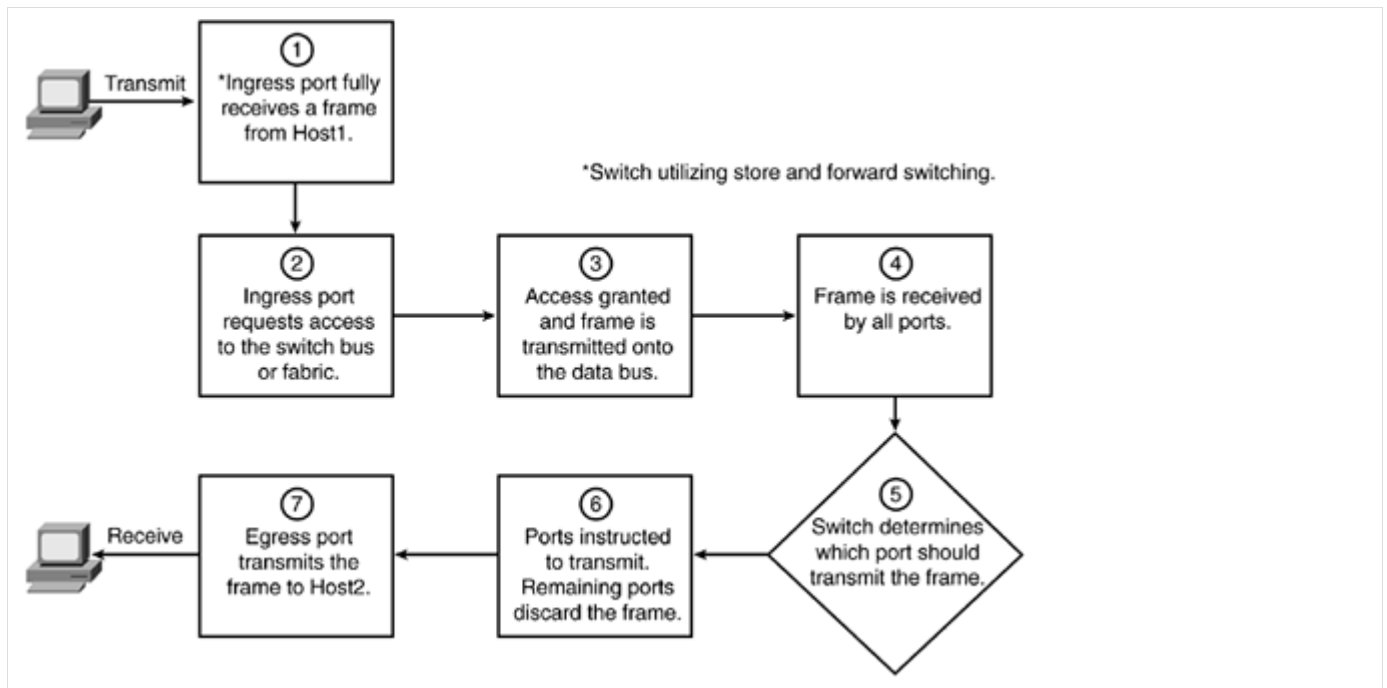 Transmit
1
*Ingress port fully
receives a frame
from Host1.
*Switch utilizing store and forward switching.
2
Ingress port
requests access
to the switch bus
or fabric.
3
Access granted
and frame is
transmitted onto
the data bus.
4
Frame is received
by all ports.
5
Switch determines
which port should
transmit the frame.
6
Ports instructed
to transmit.
Remaining ports
discard the frame.
7
Egress port
transmits the
frame to Host2.
Receive